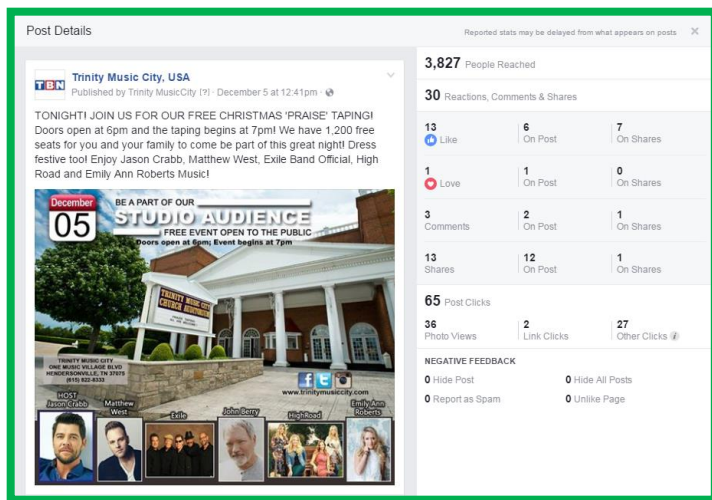 Post Details
Reported stats may be delayed from what appears on posts
TBN
Trinity Music City, USA
Published by Trinity MusicCity [?] · December 5 at 12:41pm ·
TONIGHT! JOIN US FOR OUR FREE CHRISTMAS 'PRAISE' TAPING!
Doors open at 6pm and the taping begins at 7pm! We have 1,200 free
seats for you and your family to come be part of this great night! Dress
festive too! Enjoy Jason Crabb, Matthew West, Exile Band Official, High
Road and Emily Ann Roberts Music!
December
05
BE A PART OF OUR
STUDIO AUDIENCE
FREE EVENT OPEN TO THE PUBLIC
Doors open at 6pm; Event begins at 7pm
TRINITY MUSIC CITY
CHURCH AUDITORIUM
TRINITY MUSIC CITY
ONE MUSIC VILLAGE BLVD
HENDERSONVILLE, TN 37075
(615) 822-8333
www.trinitymusiccity.com
HOST
Jason Crabb
Matthew
West
Exile
John Berry
HighRoad
Emily Ann
Roberts
3,827 People Reached
30 Reactions, Comments & Shares
13 6 7
Like On Post On Shares
1 1 0
Love On Post On Shares
3 2 1
Comments On Post On Shares
13 12 1
Shares On Post On Shares
65 Post Clicks
36 2 27
Photo Views Link Clicks Other Clicks i
NEGATIVE FEEDBACK
0 Hide Post 0 Hide All Posts
0 Report as Spam 0 Unlike Page